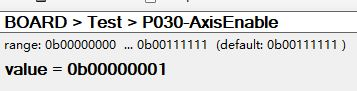 BOARD > Test > P030-AxisEnable
range: 0b00000000 ... 0b00111111 (default: 0b00111111 )
value = 0b00000001